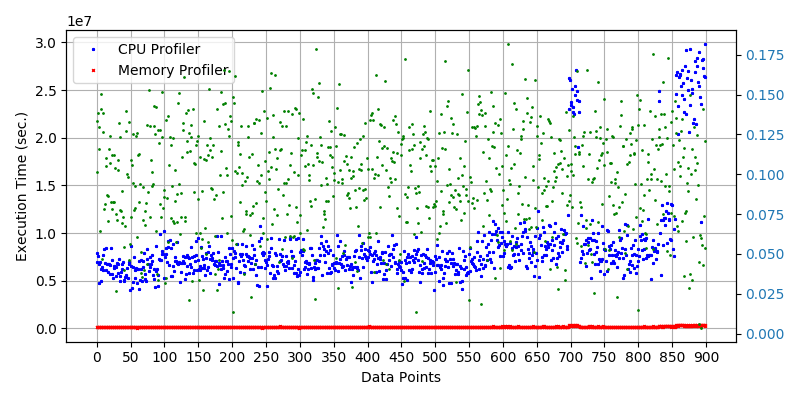 1e7
CPU Profiler
Memory Profiler
3.0
2.5
2.0
1.5
1.0
0.5
0.0
Execution Time (sec.)
0.175
0.150
0.125
0.100
0.075
0.050
0.025
0.000
0 50 100 150 200 250 300 350 400 450 500 550 600 650 700 750 800 850 900
Data Points